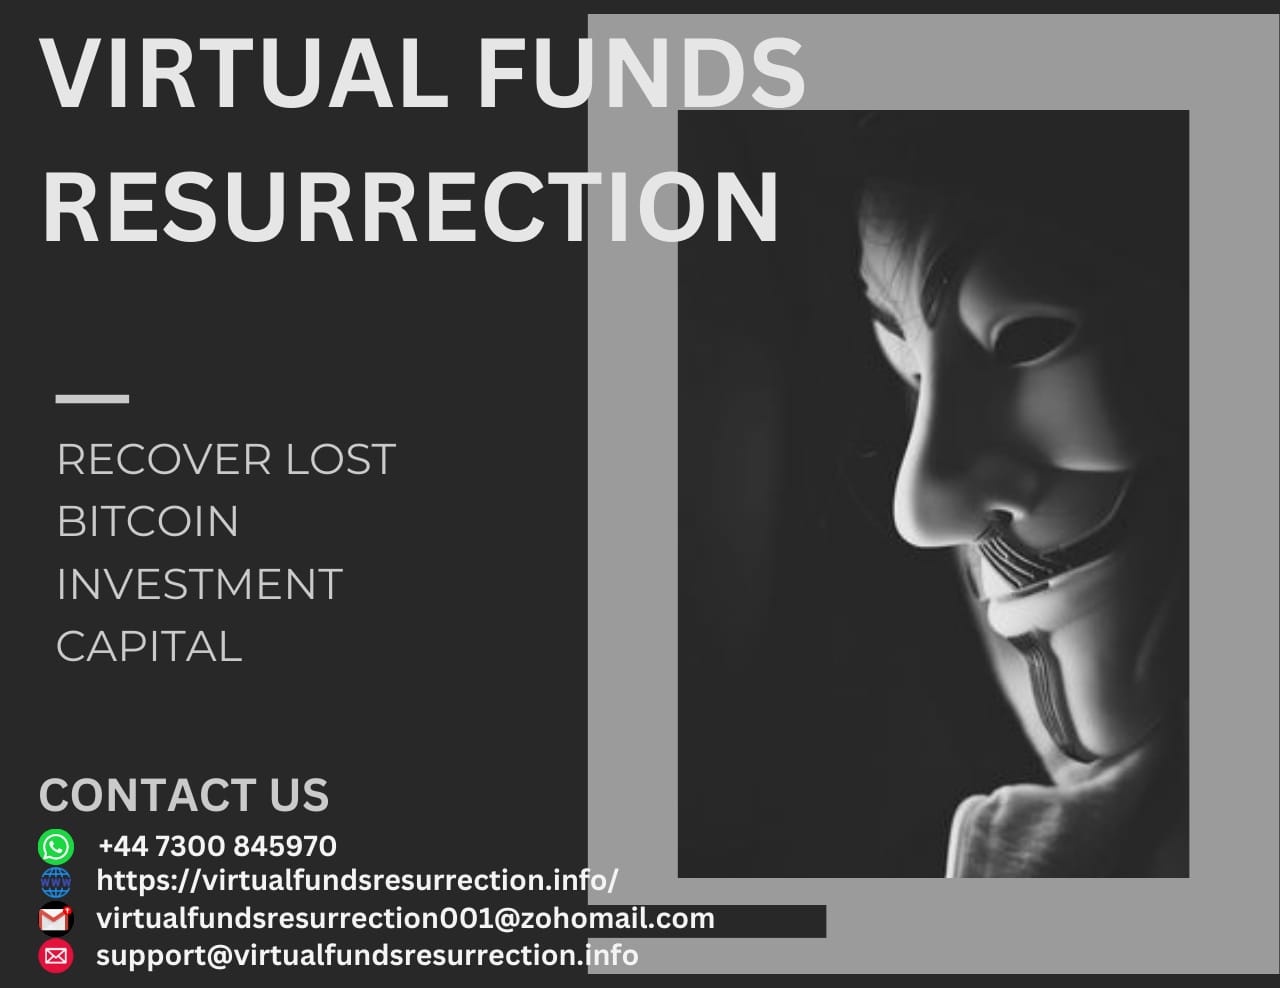 VIRTUAL FUNDS
RESURRECTION
RECOVER LOST
BITCOIN
INVESTMENT
CAPITAL
CONTACT US
+44 7300 845970
www
https://virtualfundsresurrection.info/
virtualfundsresurrection001@zohomail.com
support@virtualfundsresurrection.info